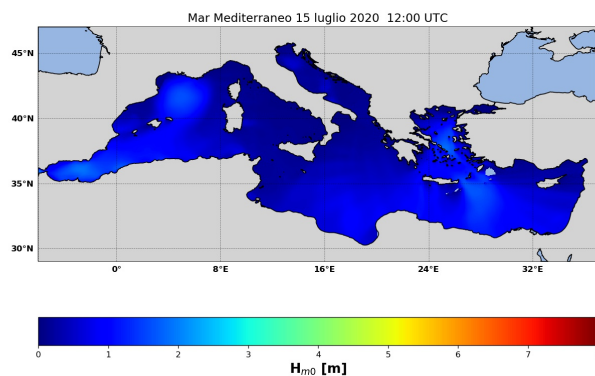 Mar Mediterraneo 15 luglio 2020  12:00 UTC
45°N
40°N
35°N
30°N
0° 8°E 16°E 24°E 32°E
0 1 2 3 4 5 6 7
Hm0 [m]